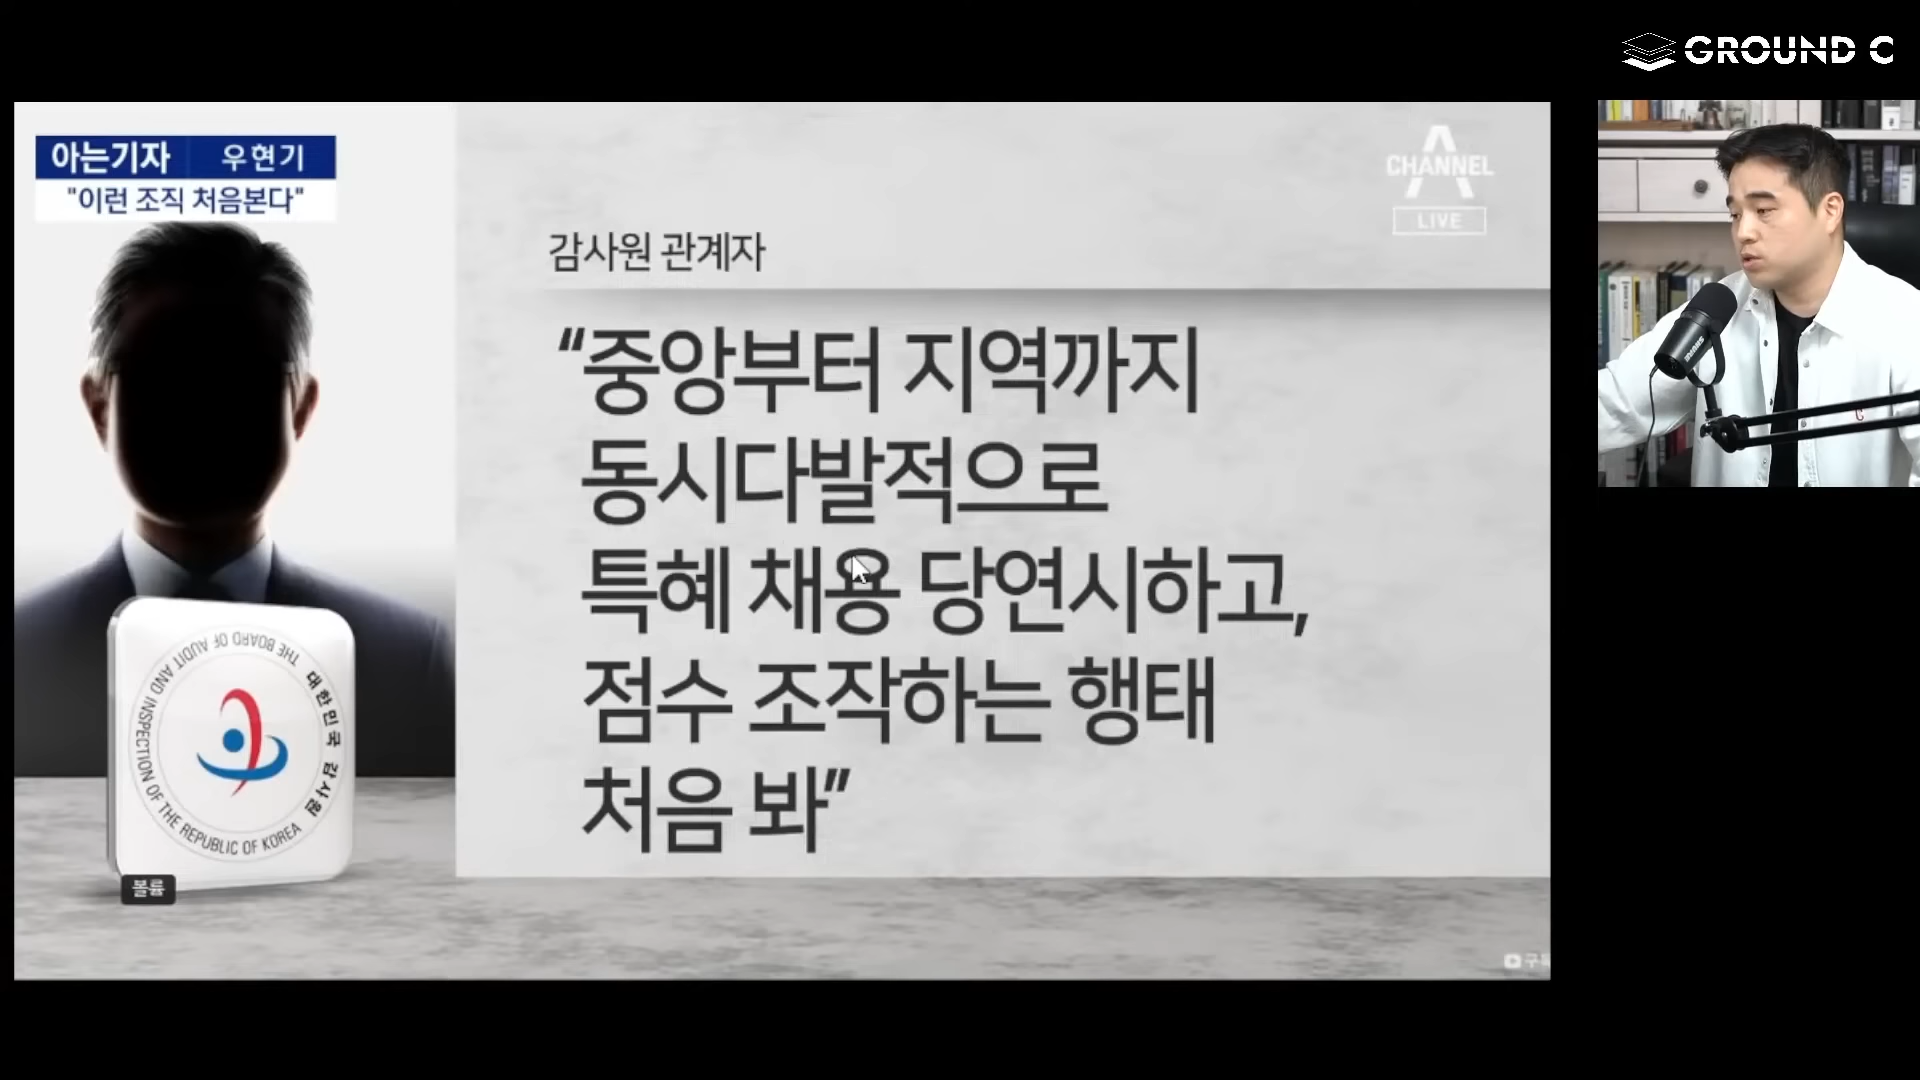 GROUND C
아는기자 우현기
"이런 조직 처음본다"
CHANNEL A
LIVE
감사원 관계자
“중앙부터 지역까지
동시다발적으로
특혜 채용 당연시하고,
점수 조작하는 행태
처음 봐”
대한민국 감사원
THE BOARD OF AUDIT AND INSPECTION OF THE REPUBLIC OF KOREA
볼륨
SHURE
C